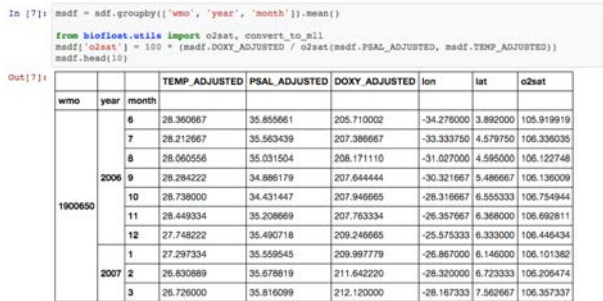 In [7]: msdf = sdf.groupby(['wmo', 'year', 'month']).mean()
from biofloat.utils import o2sat, convert_to_mll
msdf['o2sat'] = 100 * (msdf.DOXY_ADJUSTED / o2sat(msdf.PSAL_ADJUSTED, msdf.TEMP_ADJUSTED))
msdf.head(10)
Out[7]:
TEMP_ADJUSTED PSAL_ADJUSTED DOXY_ADJUSTED lon lat o2sat
wmo year month
1900650 2006 6 28.360667 35.855661 205.710002 -34.276000 3.892000 105.919919
7 28.212667 35.563439 207.386667 -33.333750 4.579750 106.336035
8 28.060556 35.031504 208.171110 -31.027000 4.595000 106.122748
9 28.284222 34.886179 207.644444 -30.321667 5.486667 106.136009
10 28.738000 34.431447 207.946665 -28.316667 6.555333 106.754944
11 28.449334 35.208669 207.763334 -26.357667 6.368000 106.692811
12 27.748222 35.490718 209.246665 -25.575333 6.333000 106.446434
2007 1 27.297334 35.559545 209.997779 -26.867000 6.146000 106.101382
2 26.830889 35.678819 211.642220 -28.320000 6.723333 106.206474
3 26.726000 35.816099 212.120000 -28.167333 7.562667 106.357337